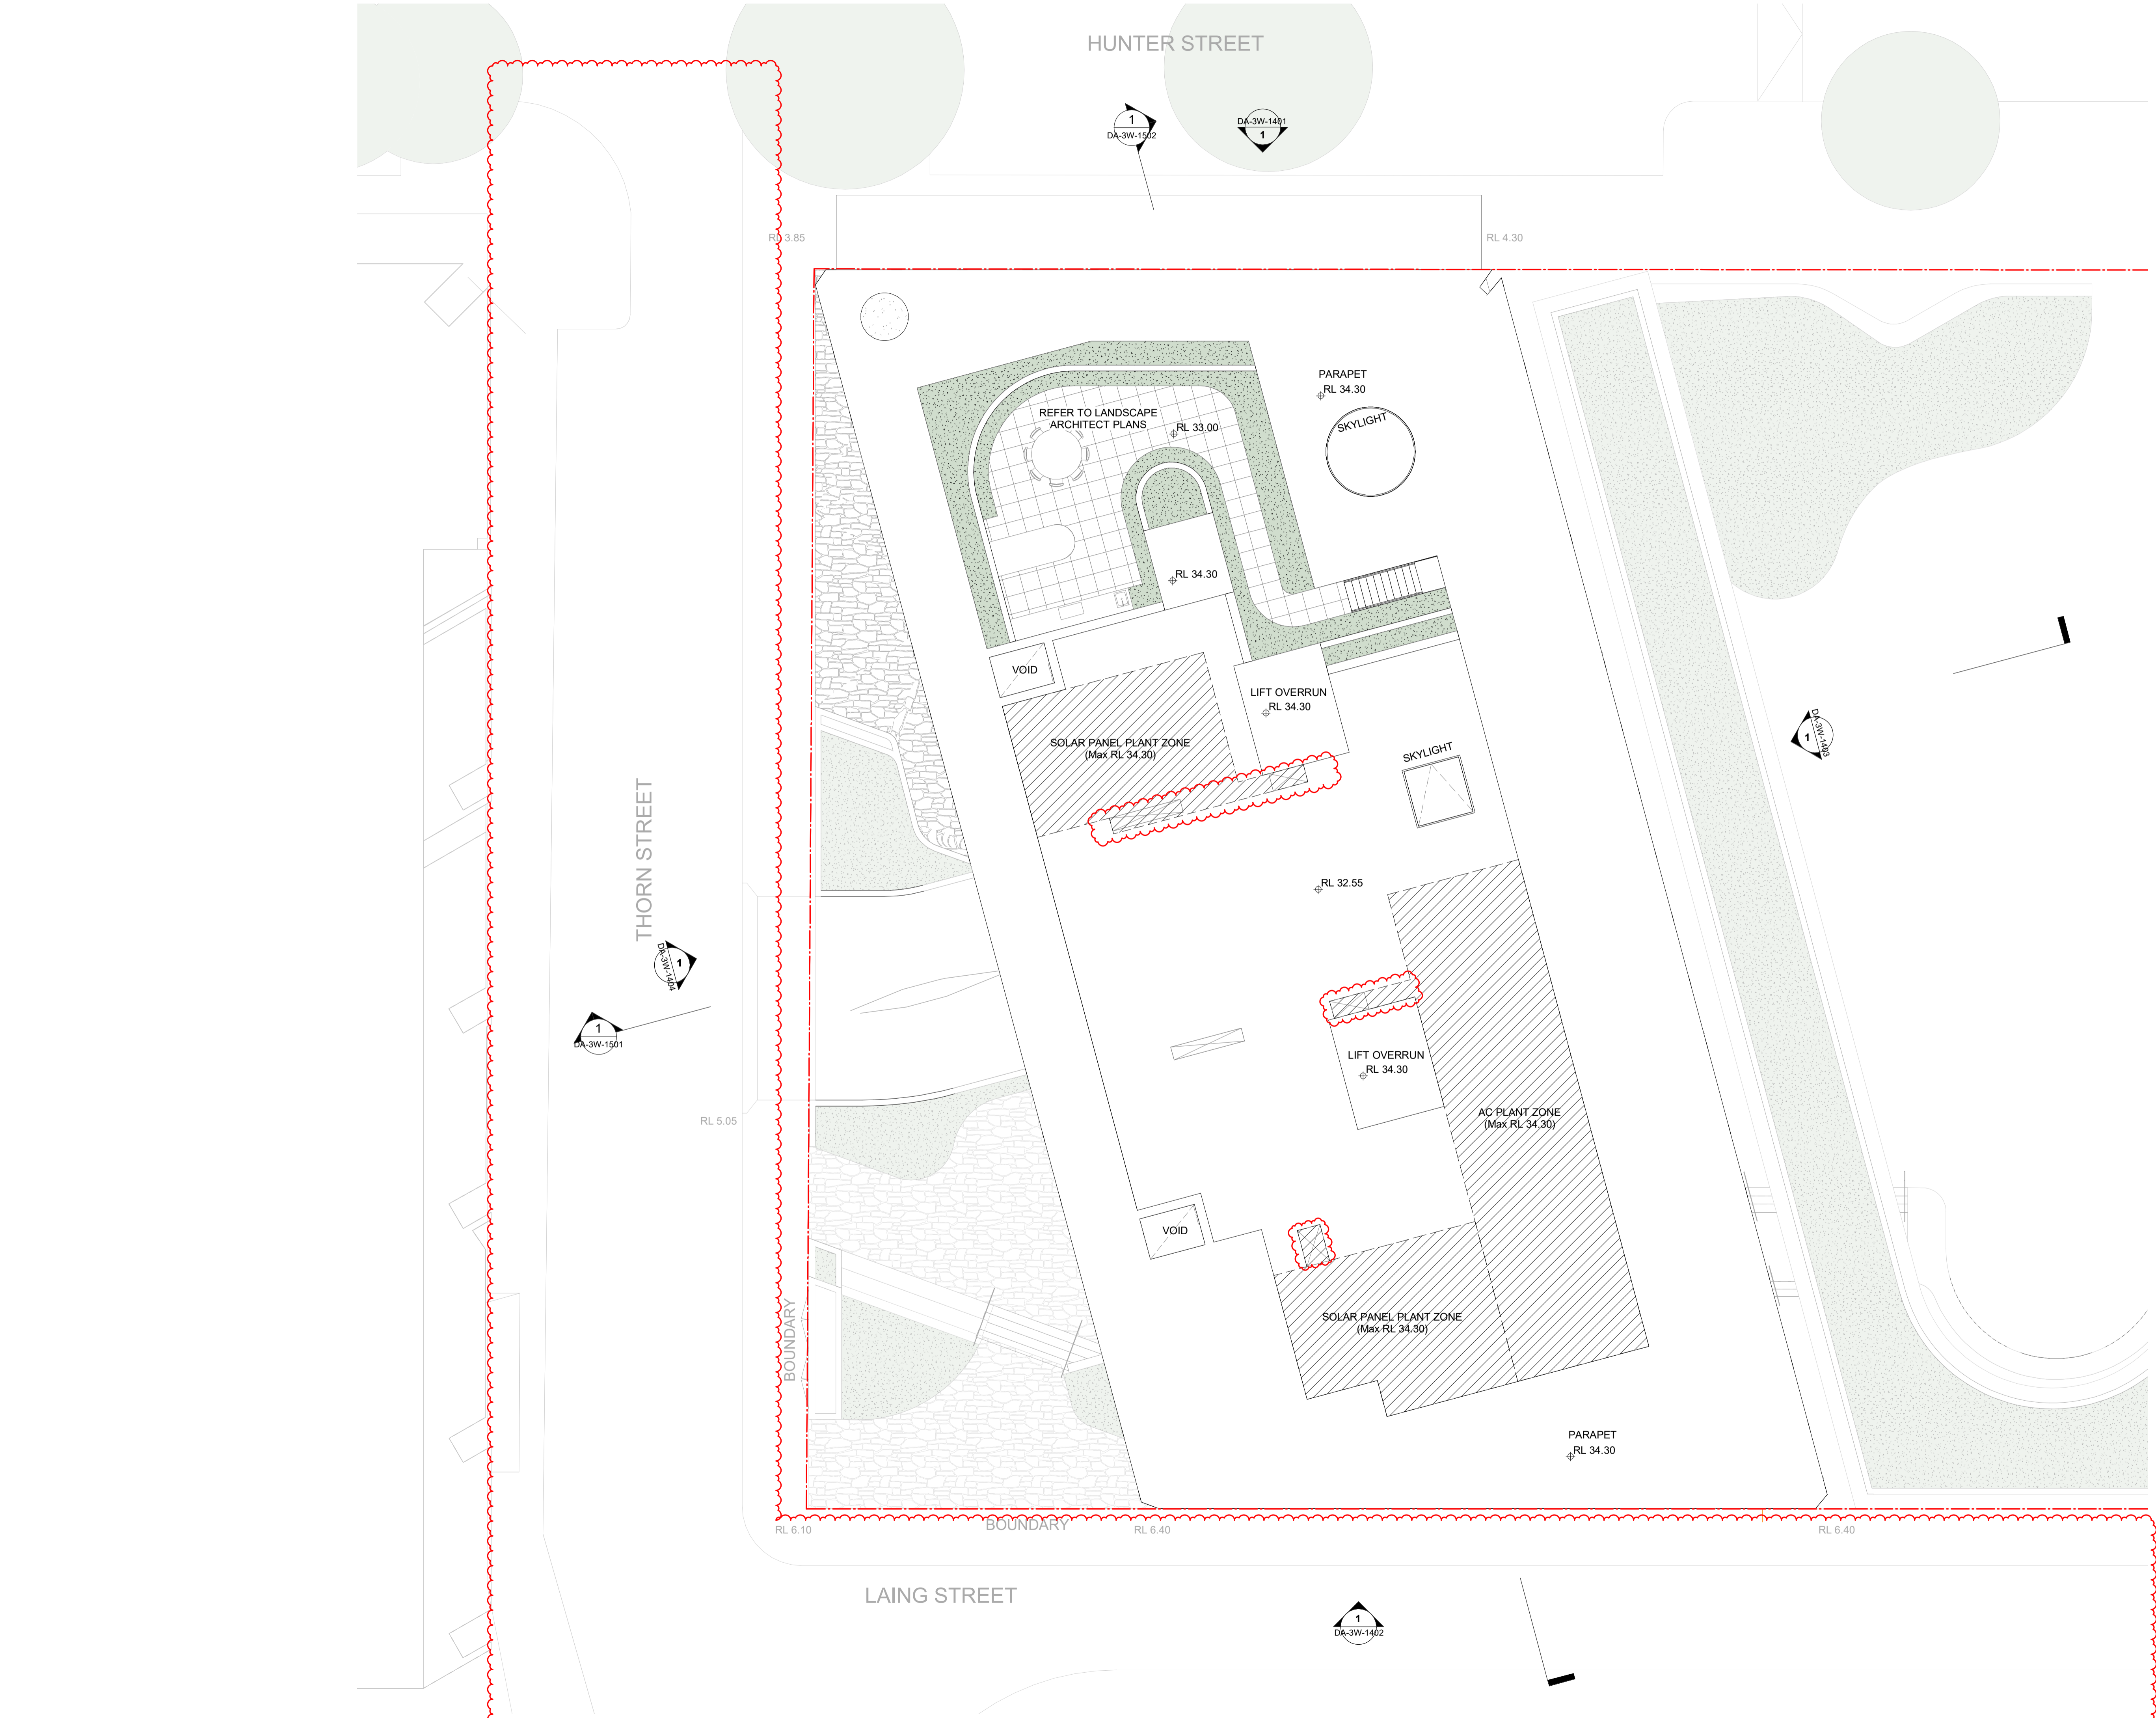 HUNTER STREET
1
DA-3W-1502
DA-3W-1401
1
RL 3.85
RL 4.30
PARAPET
RL 34.30
SKYLIGHT
REFER TO LANDSCAPE
ARCHITECT PLANS
RL 33.00
RL 34.30
VOID
LIFT OVERRUN
RL 34.30
SOLAR PANEL PLANT ZONE
(Max RL 34.30)
SKYLIGHT
1
DA-3W-1403
THORN STREET
RL 32.55
1
DA-3W-1404
1
DA-3W-1501
LIFT OVERRUN
RL 34.30
RL 5.05
AC PLANT ZONE
(Max RL 34.30)
VOID
BOUNDARY
SOLAR PANEL PLANT ZONE
(Max RL 34.30)
PARAPET
RL 34.30
RL 6.10
BOUNDARY
RL 6.40
RL 6.40
LAING STREET
1
DA-3W-1402